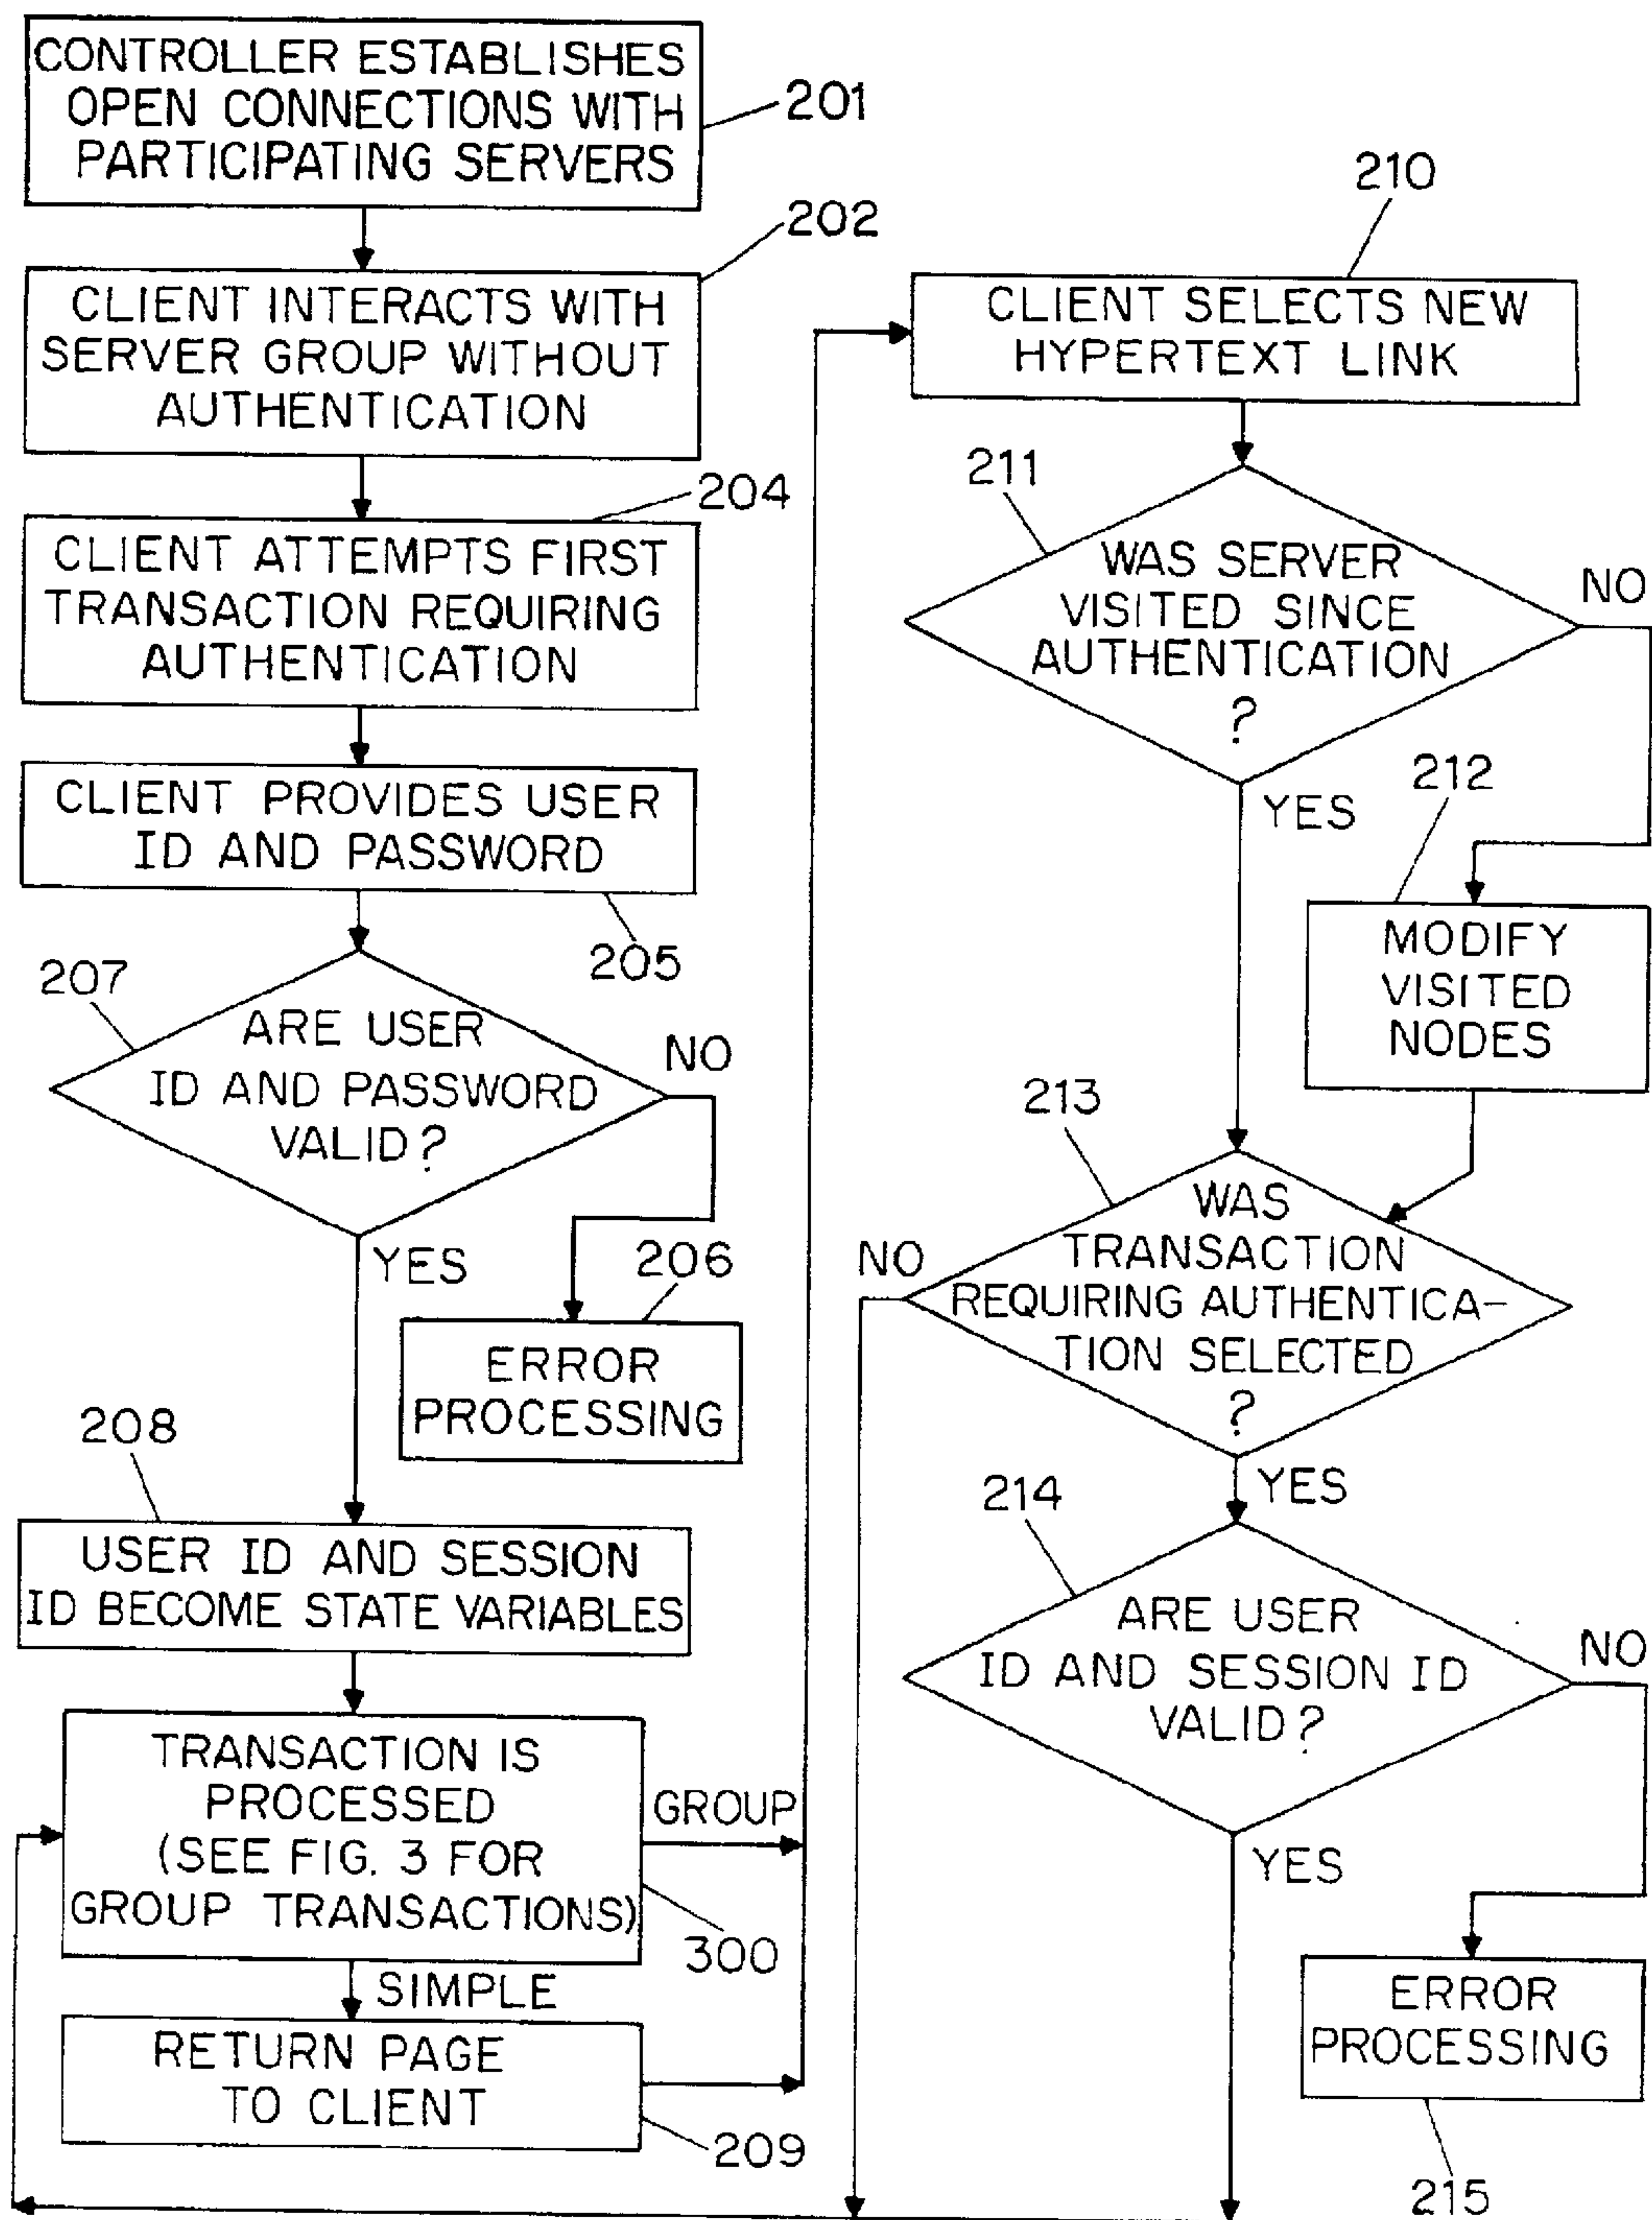 CONTROLLER ESTABLISHES
OPEN CONNECTIONS WITH
PARTICIPATING SERVERS
201
202
CLIENT INTERACTS WITH
SERVER GROUP WITHOUT
AUTHENTICATION
204
CLIENT ATTEMPTS FIRST
TRANSACTION REQUIRING
AUTHENTICATION
CLIENT PROVIDES USER
ID AND PASSWORD
205
207
ARE USER
ID AND PASSWORD
VALID?
NO
YES
206
ERROR
PROCESSING
208
USER ID AND SESSION
ID BECOME STATE VARIABLES
TRANSACTION IS
PROCESSED
(SEE FIG. 3 FOR
GROUP TRANSACTIONS)
GROUP
300
SIMPLE
RETURN PAGE
TO CLIENT
209
210
CLIENT SELECTS NEW
HYPERTEXT LINK
211
WAS SERVER
VISITED SINCE
AUTHENTICATION
?
NO
YES
212
MODIFY
VISITED
NODES
213
WAS
TRANSACTION
REQUIRING AUTHENTICA-
TION SELECTED
?
NO
YES
214
ARE USER
ID AND SESSION ID
VALID?
NO
YES
ERROR
PROCESSING
215